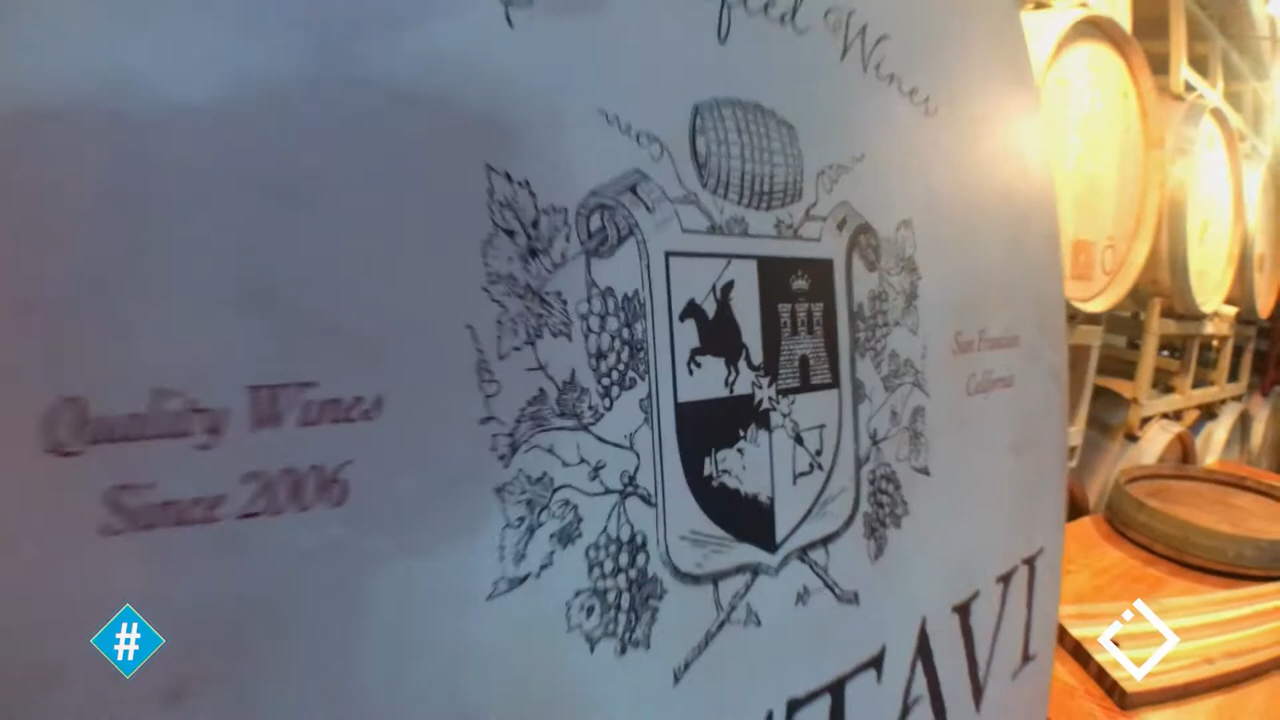 Wines
Quality Wines
Since 2006
San Francisco
California
TAVI
#